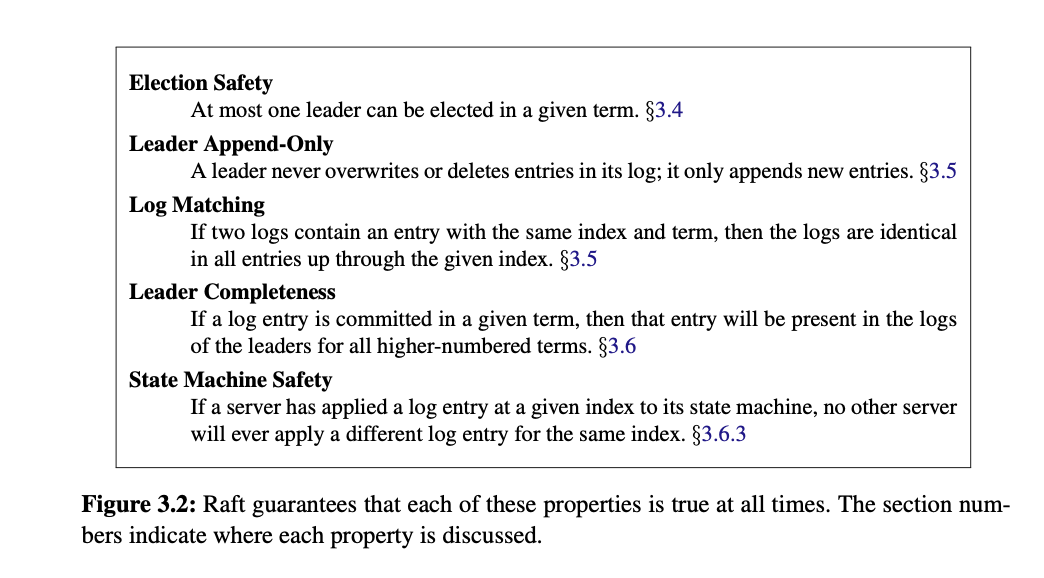 Election Safety
At most one leader can be elected in a given term. §3.4
Leader Append-Only
A leader never overwrites or deletes entries in its log; it only appends new entries. §3.5
Log Matching
If two logs contain an entry with the same index and term, then the logs are identical
in all entries up through the given index. §3.5
Leader Completeness
If a log entry is committed in a given term, then that entry will be present in the logs
of the leaders for all higher-numbered terms. §3.6
State Machine Safety
If a server has applied a log entry at a given index to its state machine, no other server
will ever apply a different log entry for the same index. §3.6.3
Figure 3.2: Raft guarantees that each of these properties is true at all times. The section num-
bers indicate where each property is discussed.